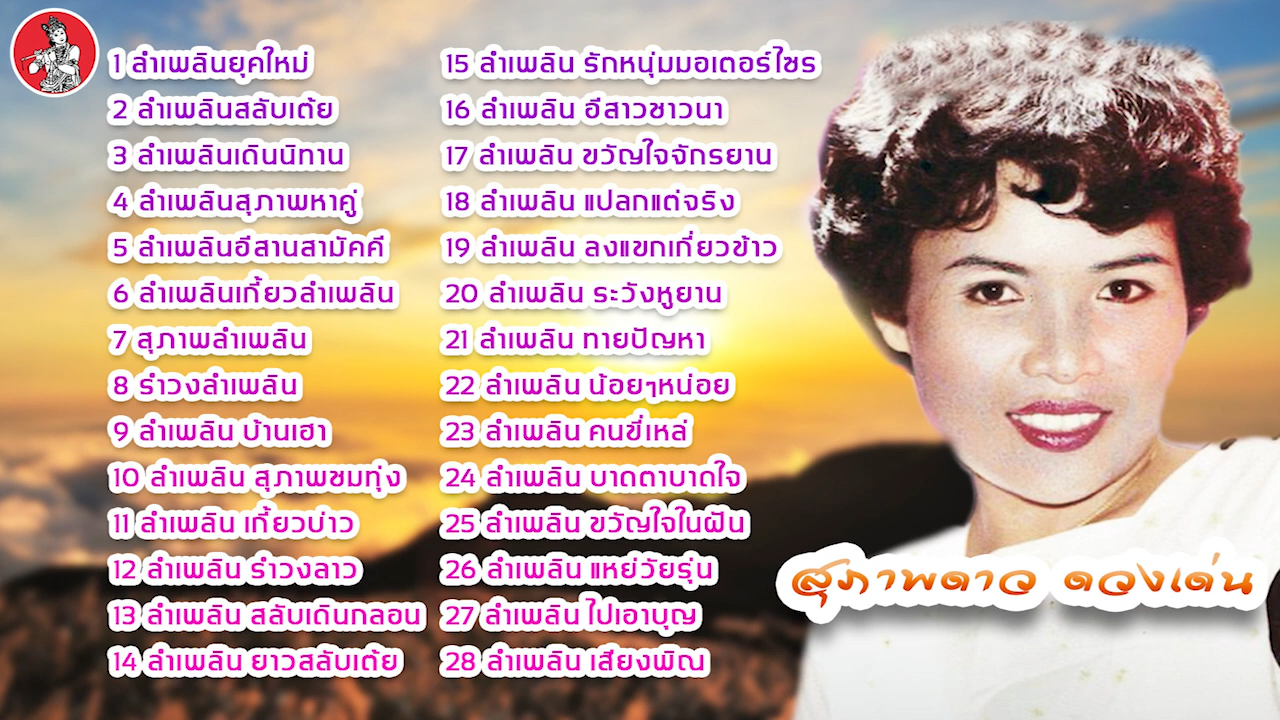 1 ลำเพลินยุคใหม่
2 ลำเพลินสลับเต้ย
3 ลำเพลินเดินนิทาน
4 ลำเพลินสุภาพหาคู่
5 ลำเพลินอีสานสามัคคี
6 ลำเพลินเกี้ยวลำเพลิน
7 สุภาพลำเพลิน
8 รำวงลำเพลิน
9 ลำเพลิน บ้านเฮา
10 ลำเพลิน สุภาพชมทุ่ง
11 ลำเพลิน เกี้ยวบ่าว
12 ลำเพลิน รำวงลาว
13 ลำเพลิน สลับเดินกลอน
14 ลำเพลิน ยาวสลับเต้ย
15 ลำเพลิน รักหนุ่มมอเตอร์ไซร
16 ลำเพลิน อีสาวชาวนา
17 ลำเพลิน ขวัญใจจักรยาน
18 ลำเพลิน แปลกแต่จริง
19 ลำเพลิน ลงแขกเกี่ยวข้าว
20 ลำเพลิน ระวังหูยาน
21 ลำเพลิน ทายปัญหา
22 ลำเพลิน น้อยๆหน่อย
23 ลำเพลิน คนขี่เหล่
24 ลำเพลิน บาดตาบาดใจ
25 ลำเพลิน ขวัญใจในฝัน
26 ลำเพลิน แหย่วัยรุ่น
27 ลำเพลิน ไปเอาบุญ
28 ลำเพลิน เสียงพิณ
สุภาพดาว ดวงเด่น